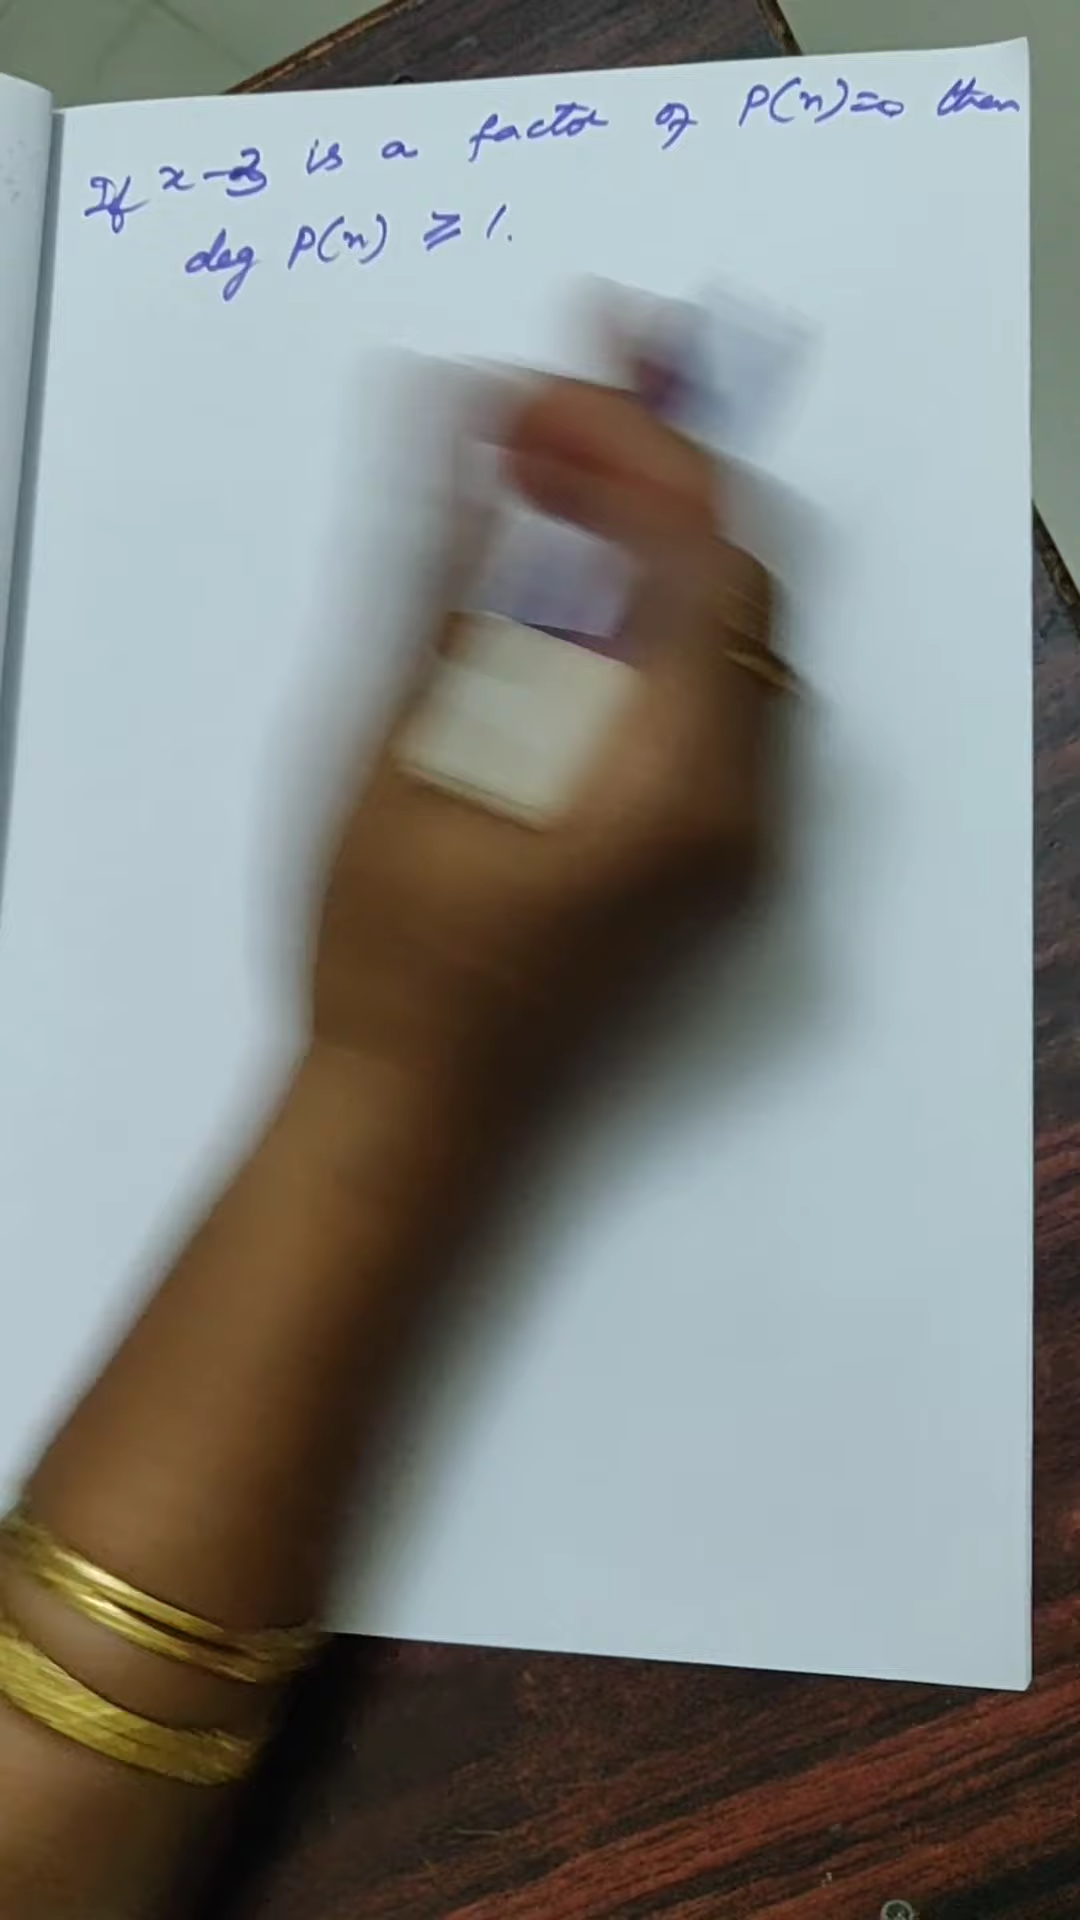 If x-3 is a factor of P(x)=0 then
deg P(x) ≥ 1.